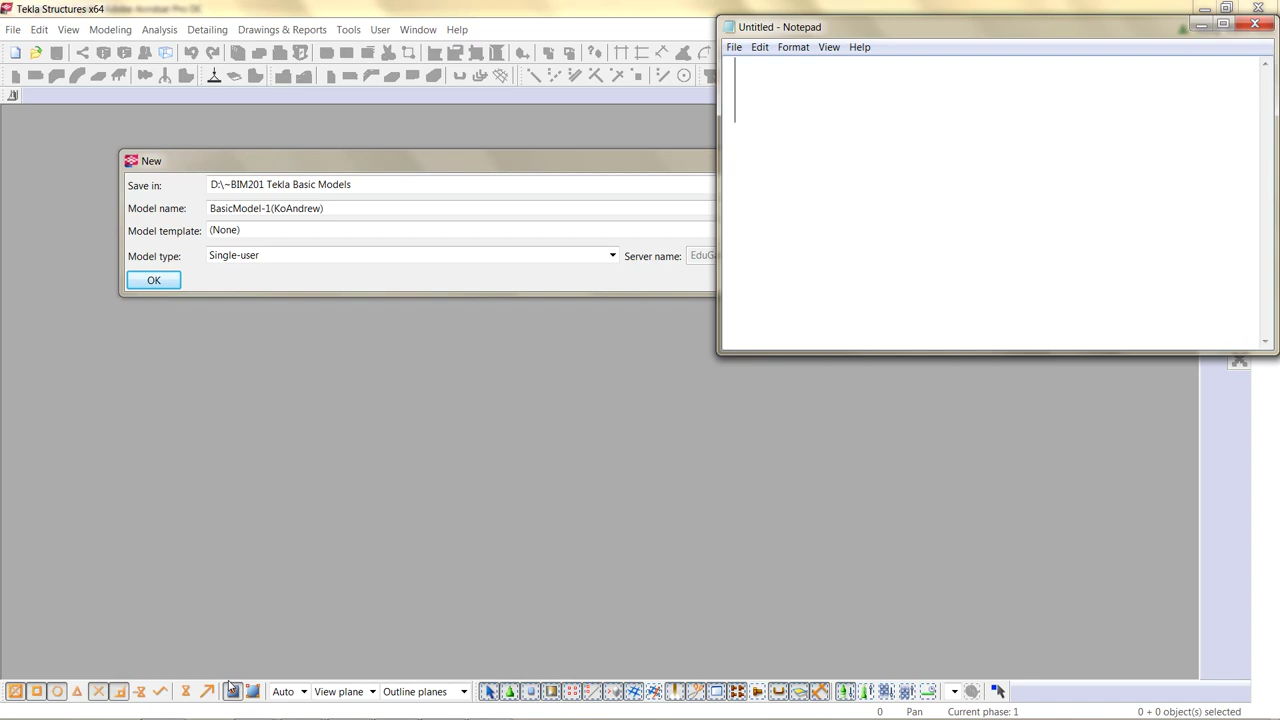 Tekla Structures x64
File Edit View Modeling Analysis Detailing Drawings & Reports Tools User Window Help
Untitled - Notepad
File Edit Format View Help
New
Save in: D:\~BIM201 Tekla Basic Models
Model name: BasicModel-1(KoAndrew)
Model template: (None)
Model type: Single-user Server name:
OK
Auto View plane Outline planes
0 Pan Current phase: 1 0 + 0 object(s) selected